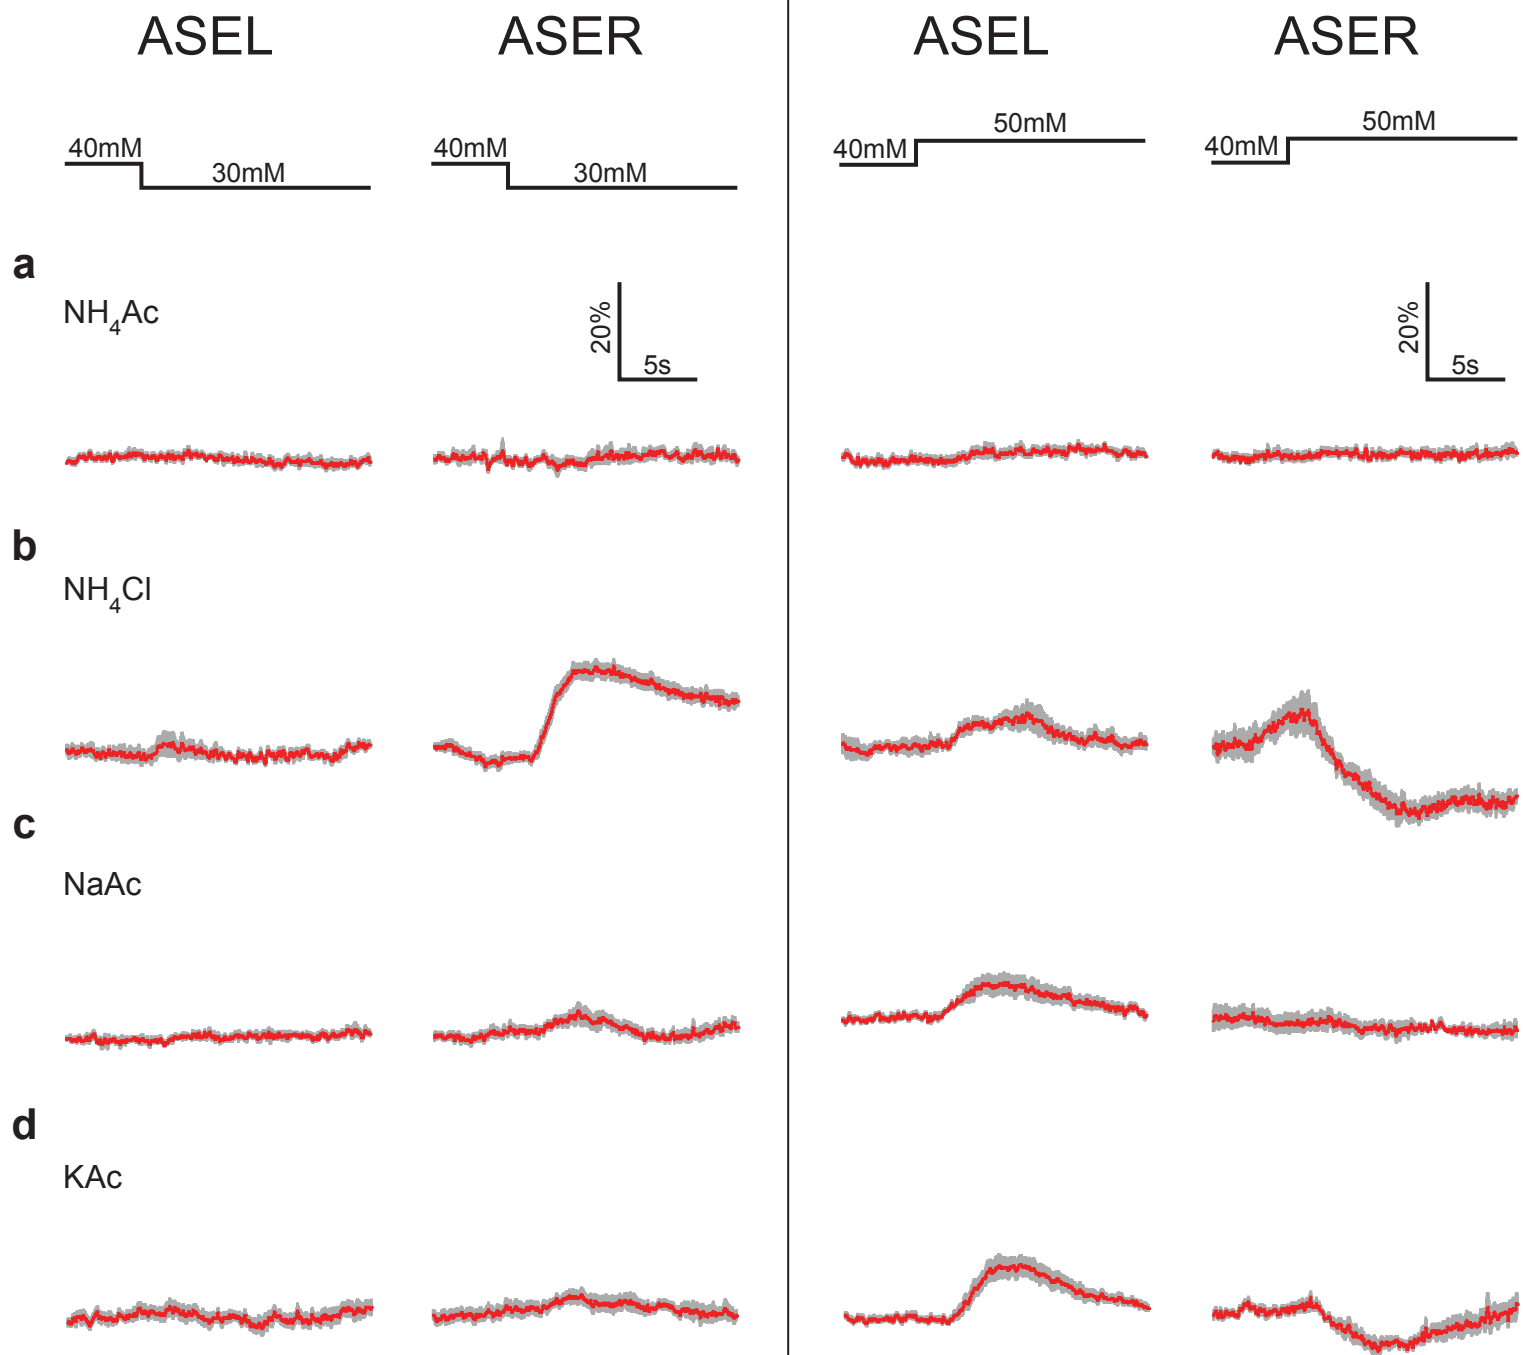 ASEL ASER ASEL ASER
40mM 30mM 40mM 30mM 40mM 50mM 40mM 50mM
a
NH4Ac
20% 5s 20% 5s
b
NH4Cl
c
NaAc
d
KAc